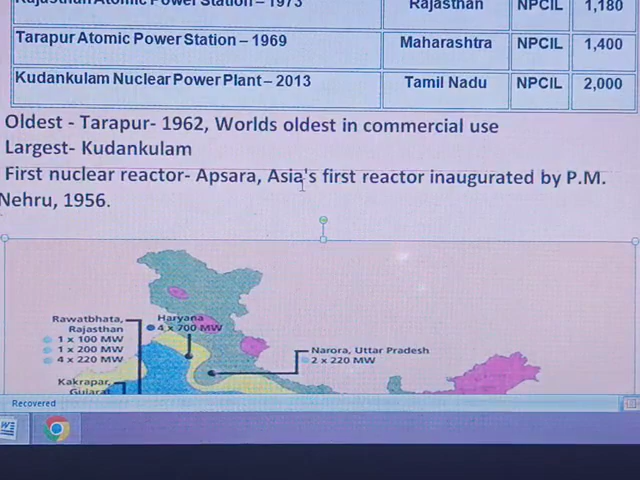 Rajasthan Atomic Power Station – 1973 Rajasthan NPCIL 1,180
Tarapur Atomic Power Station – 1969 Maharashtra NPCIL 1,400
Kudankulam Nuclear Power Plant – 2013 Tamil Nadu NPCIL 2,000
Oldest - Tarapur- 1962, Worlds oldest in commercial use
Largest- Kudankulam
First nuclear reactor- Apsara, Asia's first reactor inaugurated by P.M.
Nehru, 1956.
Rawatbhata,
Rajasthan
1 x 100 MW
1 x 200 MW
4 x 220 MW
Haryana
4 x 700 MW
Narora, Uttar Pradesh
2 x 220 MW
Kakrapar,
Gujarat
Recovered
W